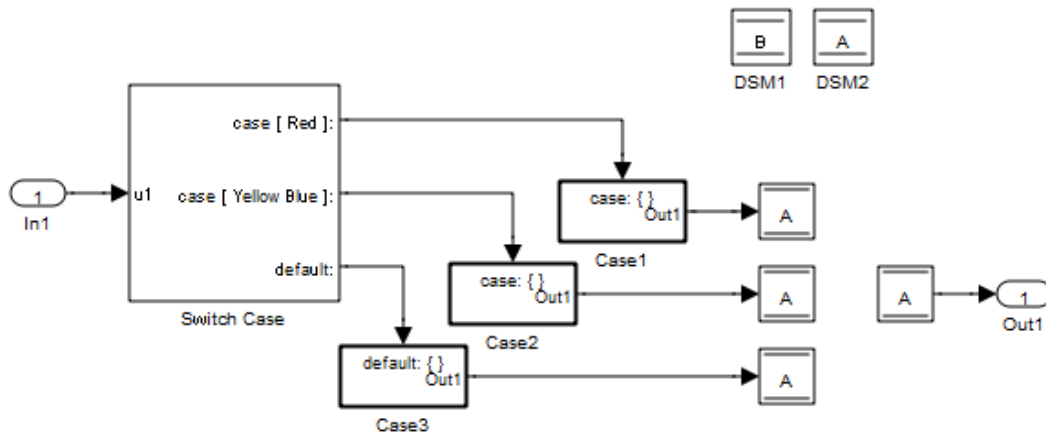 B
A
DSM1
DSM2
case [ Red ]:
1
In1
u1
case [ Yellow Blue ]:
default:
Switch Case
case: { }
Out1
Case1
A
case: { }
Out1
Case2
A
A
1
Out1
default: { }
Out1
Case3
A